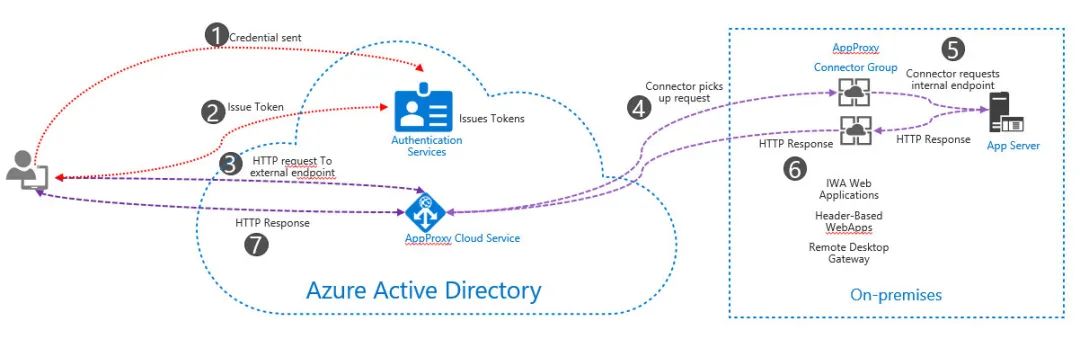 1
Credential sent
2
Issue Token
Issues Tokens
Authentication
Services
3
HTTP request To
external endpoint
AppProxy Cloud Service
HTTP Response
7
Azure Active Directory
4
Connector picks
up request
AppProxy
Connector Group
5
Connector requests
internal endpoint
App Server
HTTP Response
HTTP Response
6
IWA Web
Applications
Header-Based
WebApps
Remote Desktop
Gateway
On-premises